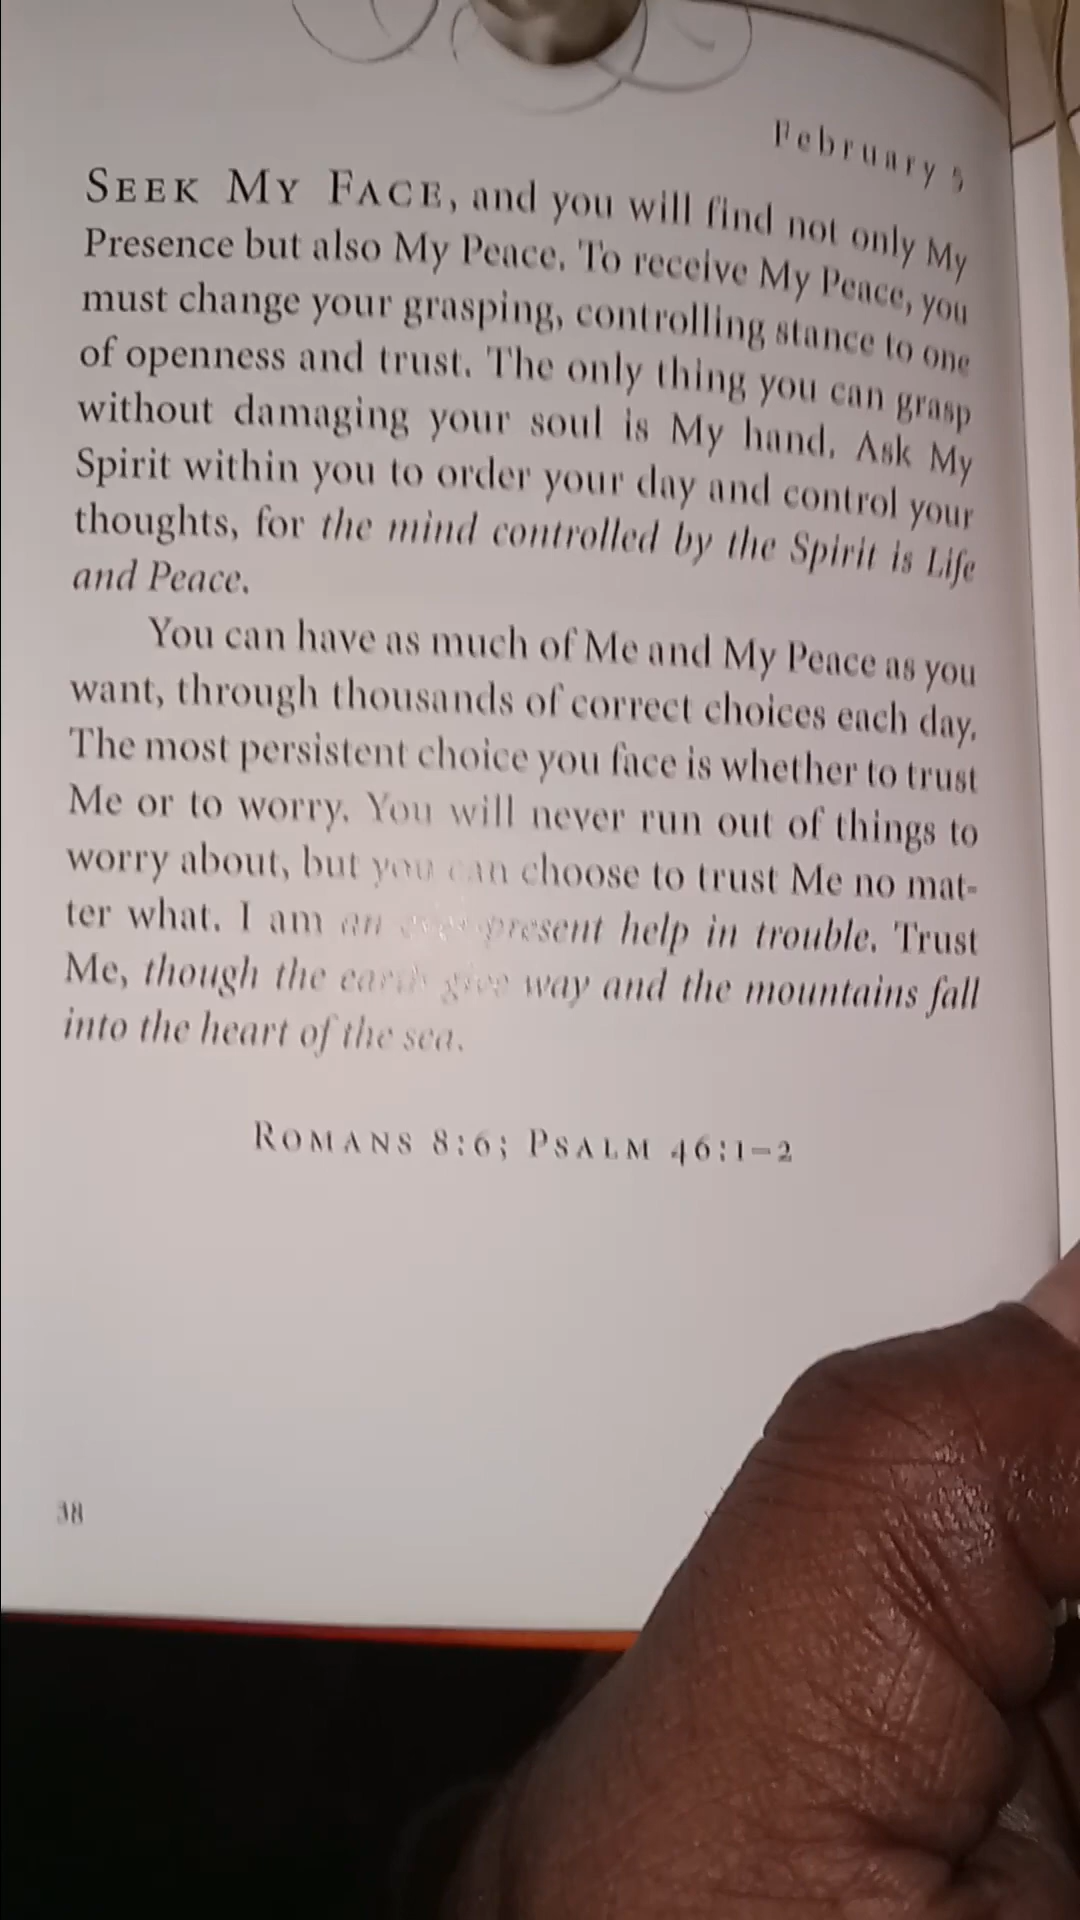 February 5
SEEK MY FACE, and you will find not only My
Presence but also My Peace. To receive My Peace, you
must change your grasping, controlling stance to one
of openness and trust. The only thing you can grasp
without damaging your soul is My hand. Ask My
Spirit within you to order your day and control your
thoughts, for the mind controlled by the Spirit is Life
and Peace.
You can have as much of Me and My Peace as you
want, through thousands of correct choices each day.
The most persistent choice you face is whether to trust
Me or to worry. You will never run out of things to
worry about, but you can choose to trust Me no mat-
ter what. I am an ever-present help in trouble. Trust
Me, though the earth give way and the mountains fall
into the heart of the sea.
ROMANS 8:6; PSALM 46:1–2
38